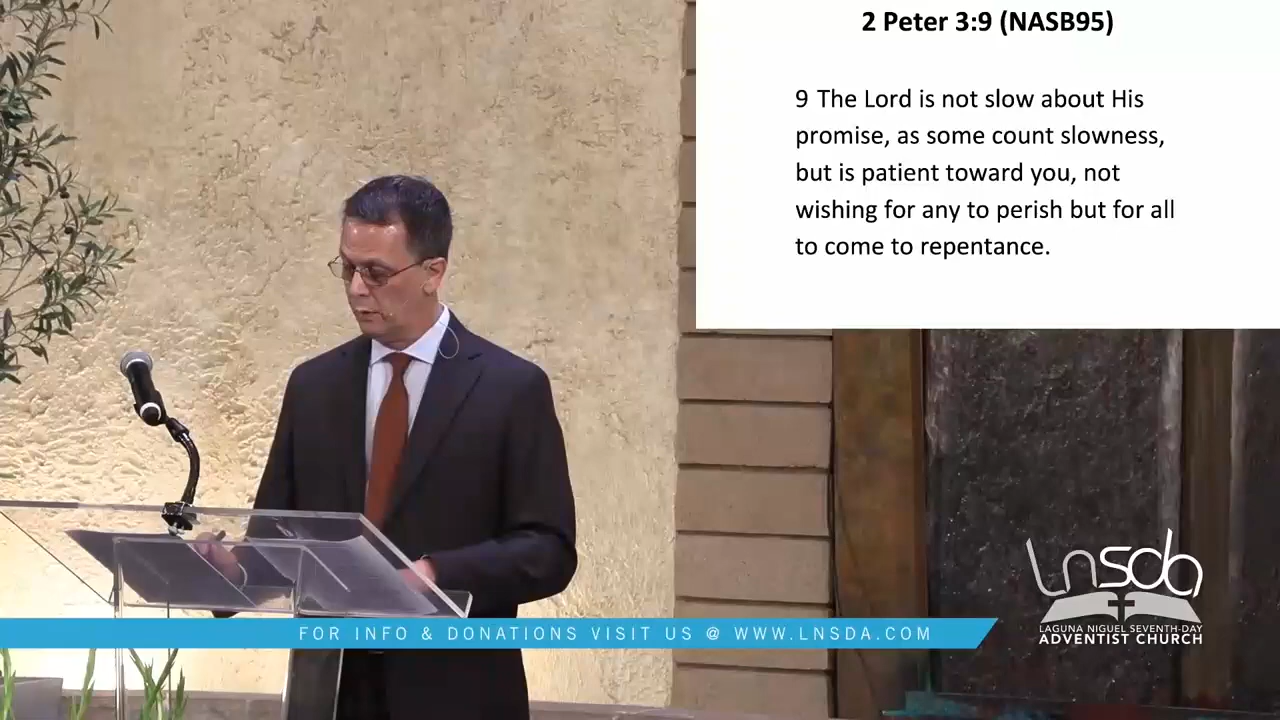 2 Peter 3:9 (NASB95)
9 The Lord is not slow about His
promise, as some count slowness,
but is patient toward you, not
wishing for any to perish but for all
to come to repentance.
FOR INFO & DONATIONS VISIT US @ WWW.LNSDA.COM
LNSDA
LAGUNA NIGUEL SEVENTH-DAY
ADVENTIST CHURCH